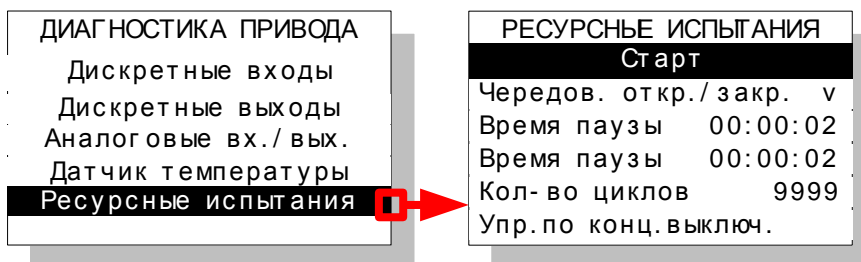 ДИАГНОСТИКА ПРИВОДА
Дискретные входы
Дискретные выходы
Аналоговые вх./вых.
Датчик температуры
Ресурсные испытания
РЕСУРСНЫЕ ИСПЫТАНИЯ
Старт
Чередов. откр./закр. v
Время паузы 00:00:02
Время паузы 00:00:02
Кол-во циклов 9999
Упр.по конц.выключ.